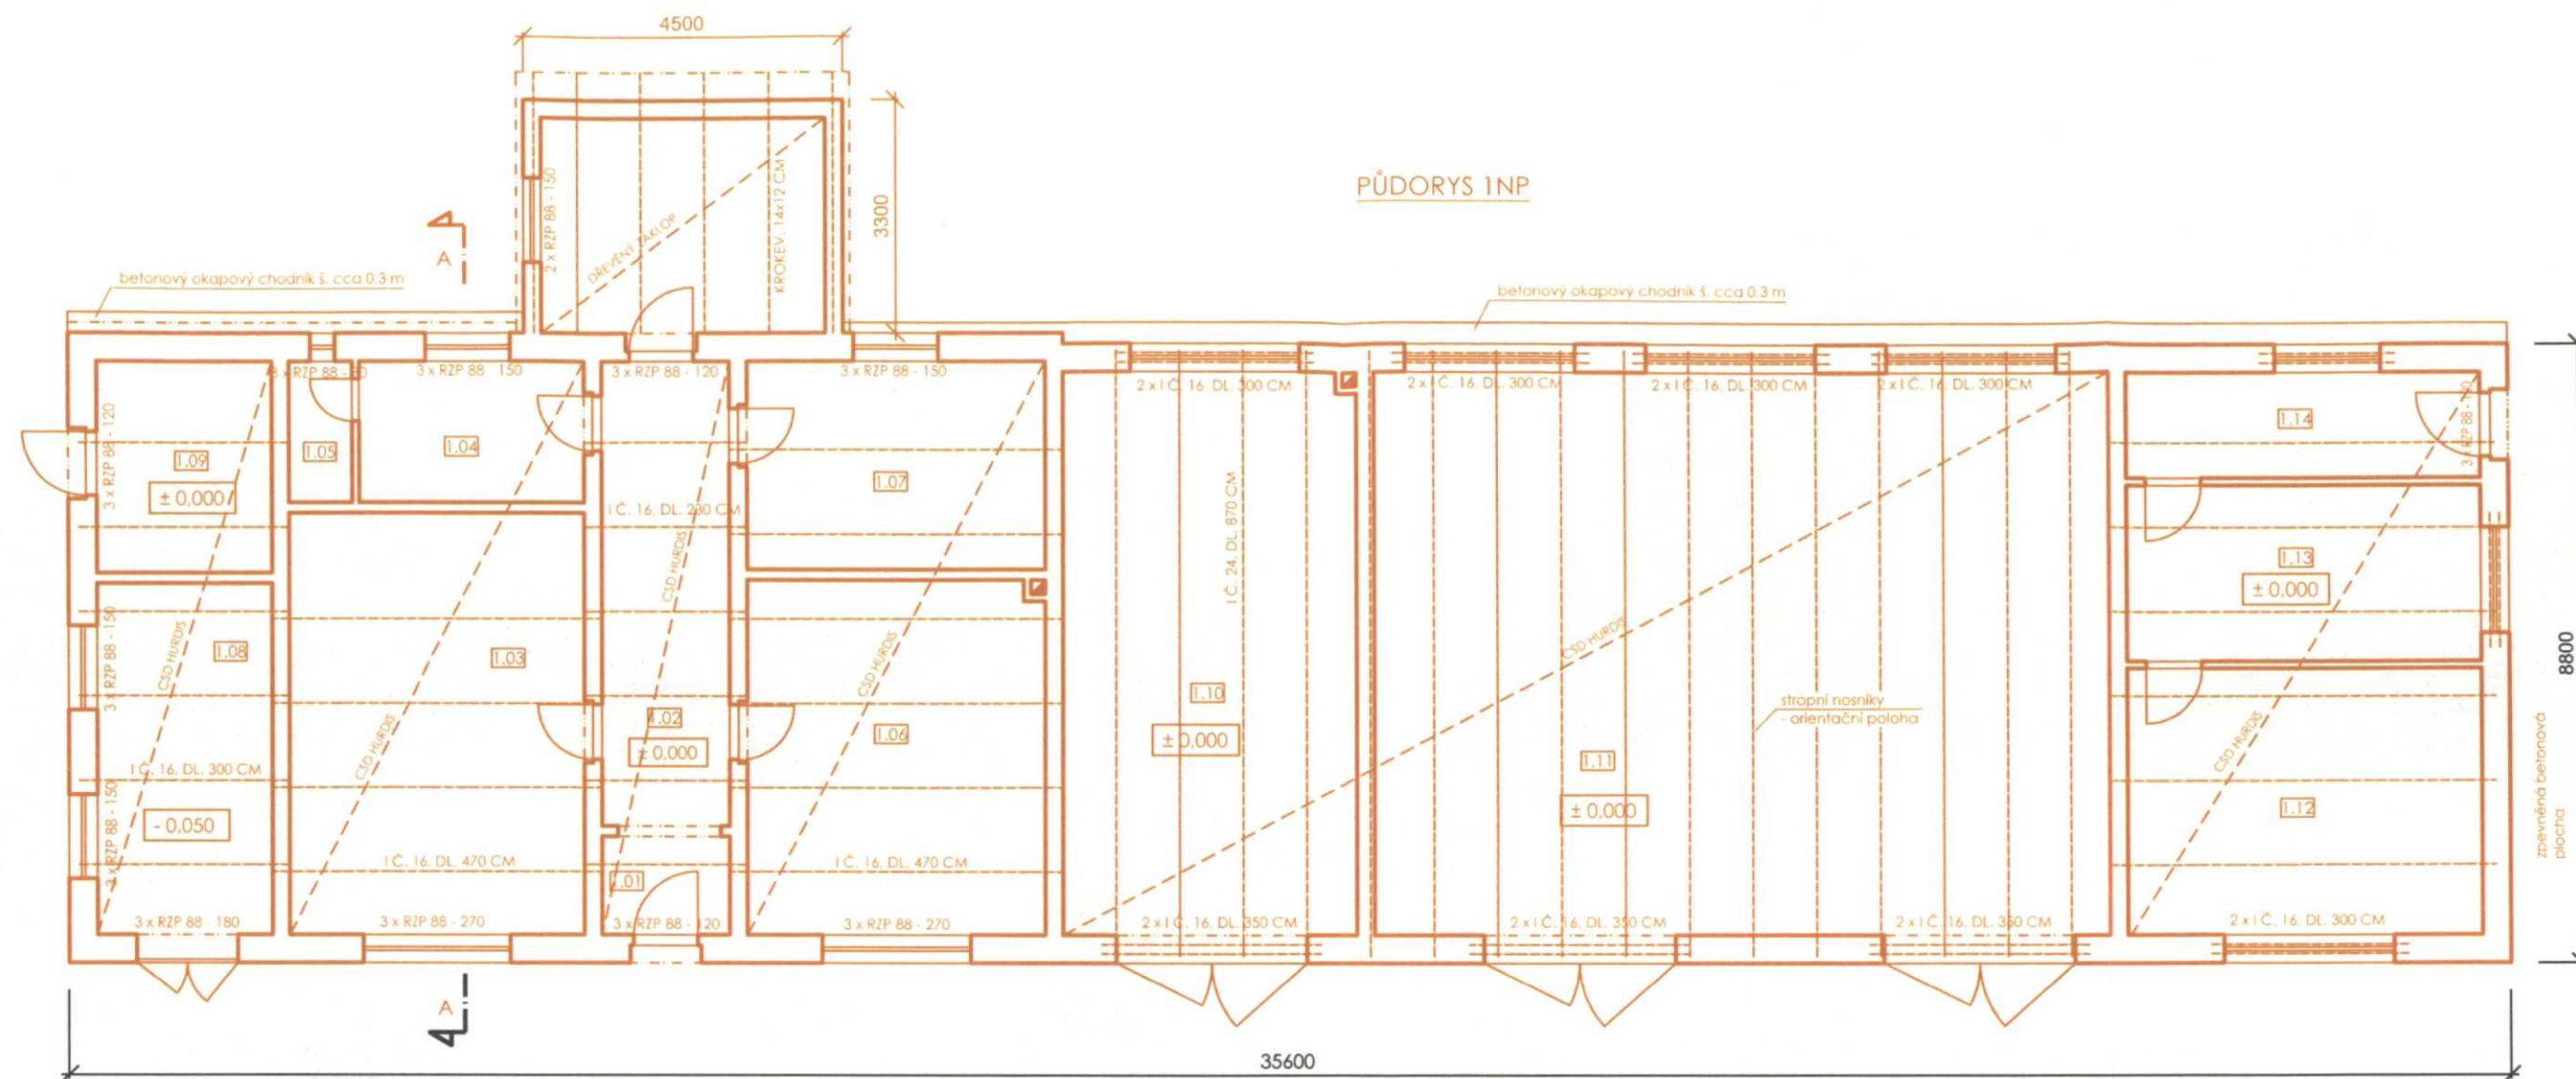 4500
3300
PŮDORYS 1NP
2 x RZP 88 - 150
DŘEVĚNÝ ZÁKLOP
KROKEV. 14x12 CM
A
betonový okapový chodník š. cca 0,3 m
betonový okapový chodník š. cca 0,3 m
3 x RZP 88 150
3 x RZP 88 - 120
3 x RZP 88 - 150
2 x I Č. 16. DL. 300 CM
2 x I Č. 16. DL. 300 CM
2 x I Č. 16. DL. 300 CM
2 x I Č. 16. DL. 300 CM
3 x RZP 88 - 120
1.09
± 0,000
1.05
1.04
1.07
I Č. 16. DL. 230 CM
CSD HURDIS
I Č. 24. DL. 870 CM
1.14
1.13
± 0,000
3 x RZP 88 - 150
CSD HURDIS
1.08
1.03
CSD HURDIS
1.02
± 0,000
CSD HURDIS
1.06
1.10
± 0,000
CSD HURDIS
stropní nosníky
- orientační poloha
1.11
± 0,000
CSD HURDIS
1.12
8800
zpevněná betonová
plocha
I Č. 16. DL. 300 CM
- 0,050
3 x RZP 88 - 150
I Č. 16. DL. 470 CM
1.01
I Č. 16. DL. 470 CM
3 x RZP 88 - 180
3 x RZP 88 - 270
3 x RZP 88 - 120
3 x RZP 88 - 270
2 x I Č. 16. DL. 350 CM
2 x I Č. 16. DL. 350 CM
2 x I Č. 16. DL. 350 CM
2 x I Č. 16. DL. 300 CM
A
35600